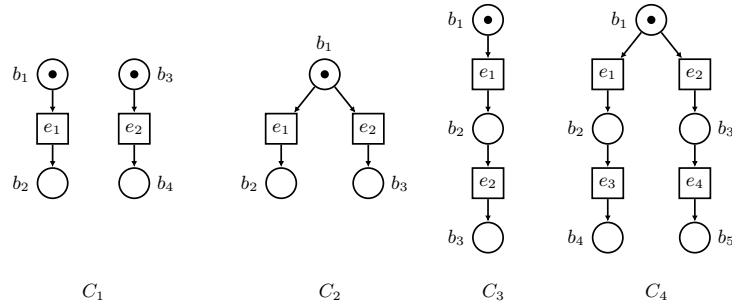 b₁ b₁
b₁
b₁ b₃
e₁ e₁ e₂
e₁ e₂ e₁ e₂
b₂ b₂ b₃
b₂ b₄ b₂ b₃
e₂ e₃ e₄
b₃ b₄ b₅
C₁ C₂ C₃ C₄